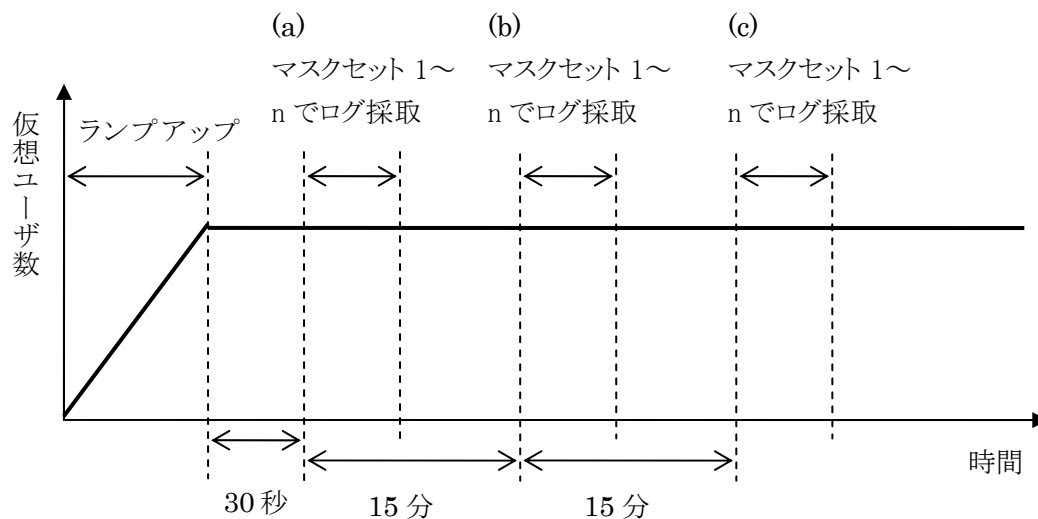 (a)
マスクセット 1～
n でログ採取
(b)
マスクセット 1～
n でログ採取
(c)
マスクセット 1～
n でログ採取
仮想ユーザ数
ランプアップ
時間
30 秒
15 分
15 分